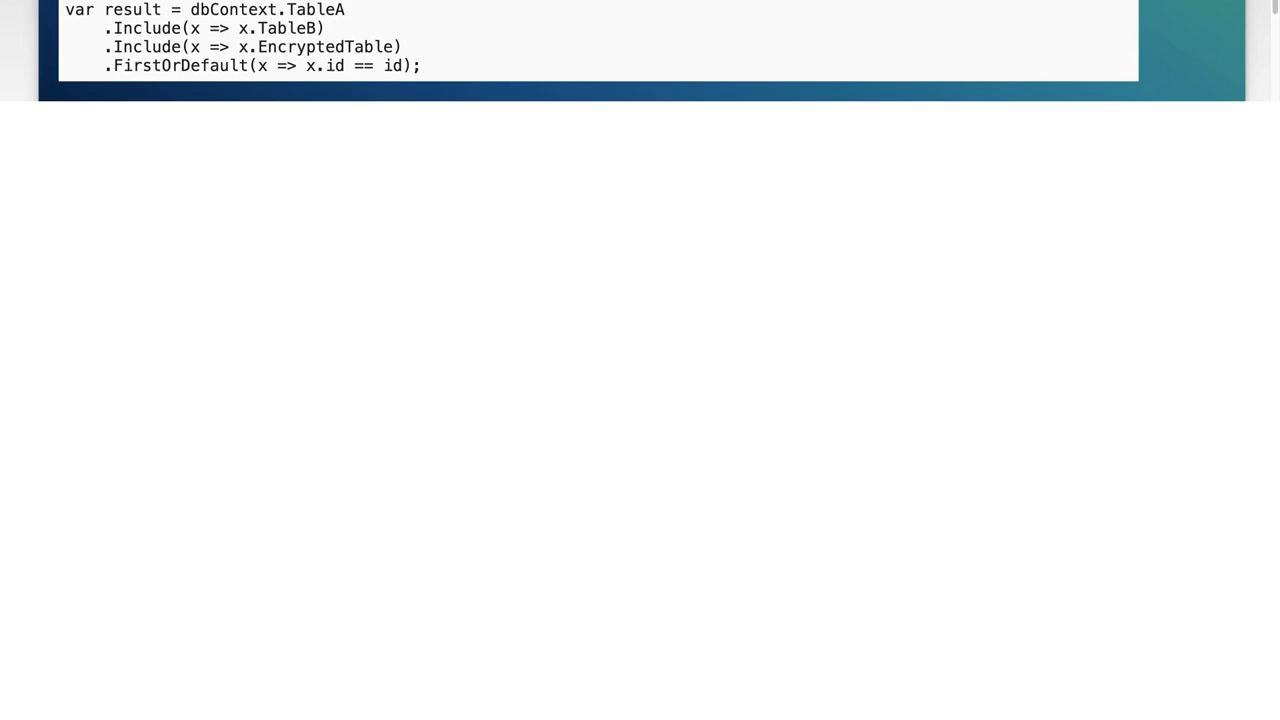 var result = dbContext.TableA
    .Include(x => x.TableB)
    .Include(x => x.EncryptedTable)
    .FirstOrDefault(x => x.id == id);